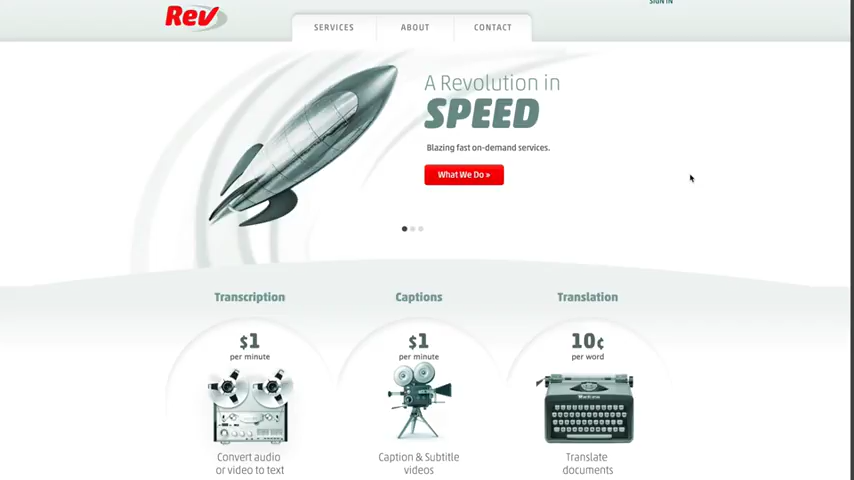 SIGN IN
Rev
SERVICES
ABOUT
CONTACT
A Revolution in
SPEED
Blazing fast on-demand services.
What We Do »
Transcription
Captions
Translation
$1
per minute
$1
per minute
10¢
per word
Convert audio
or video to text
Caption & Subtitle
videos
Translate
documents